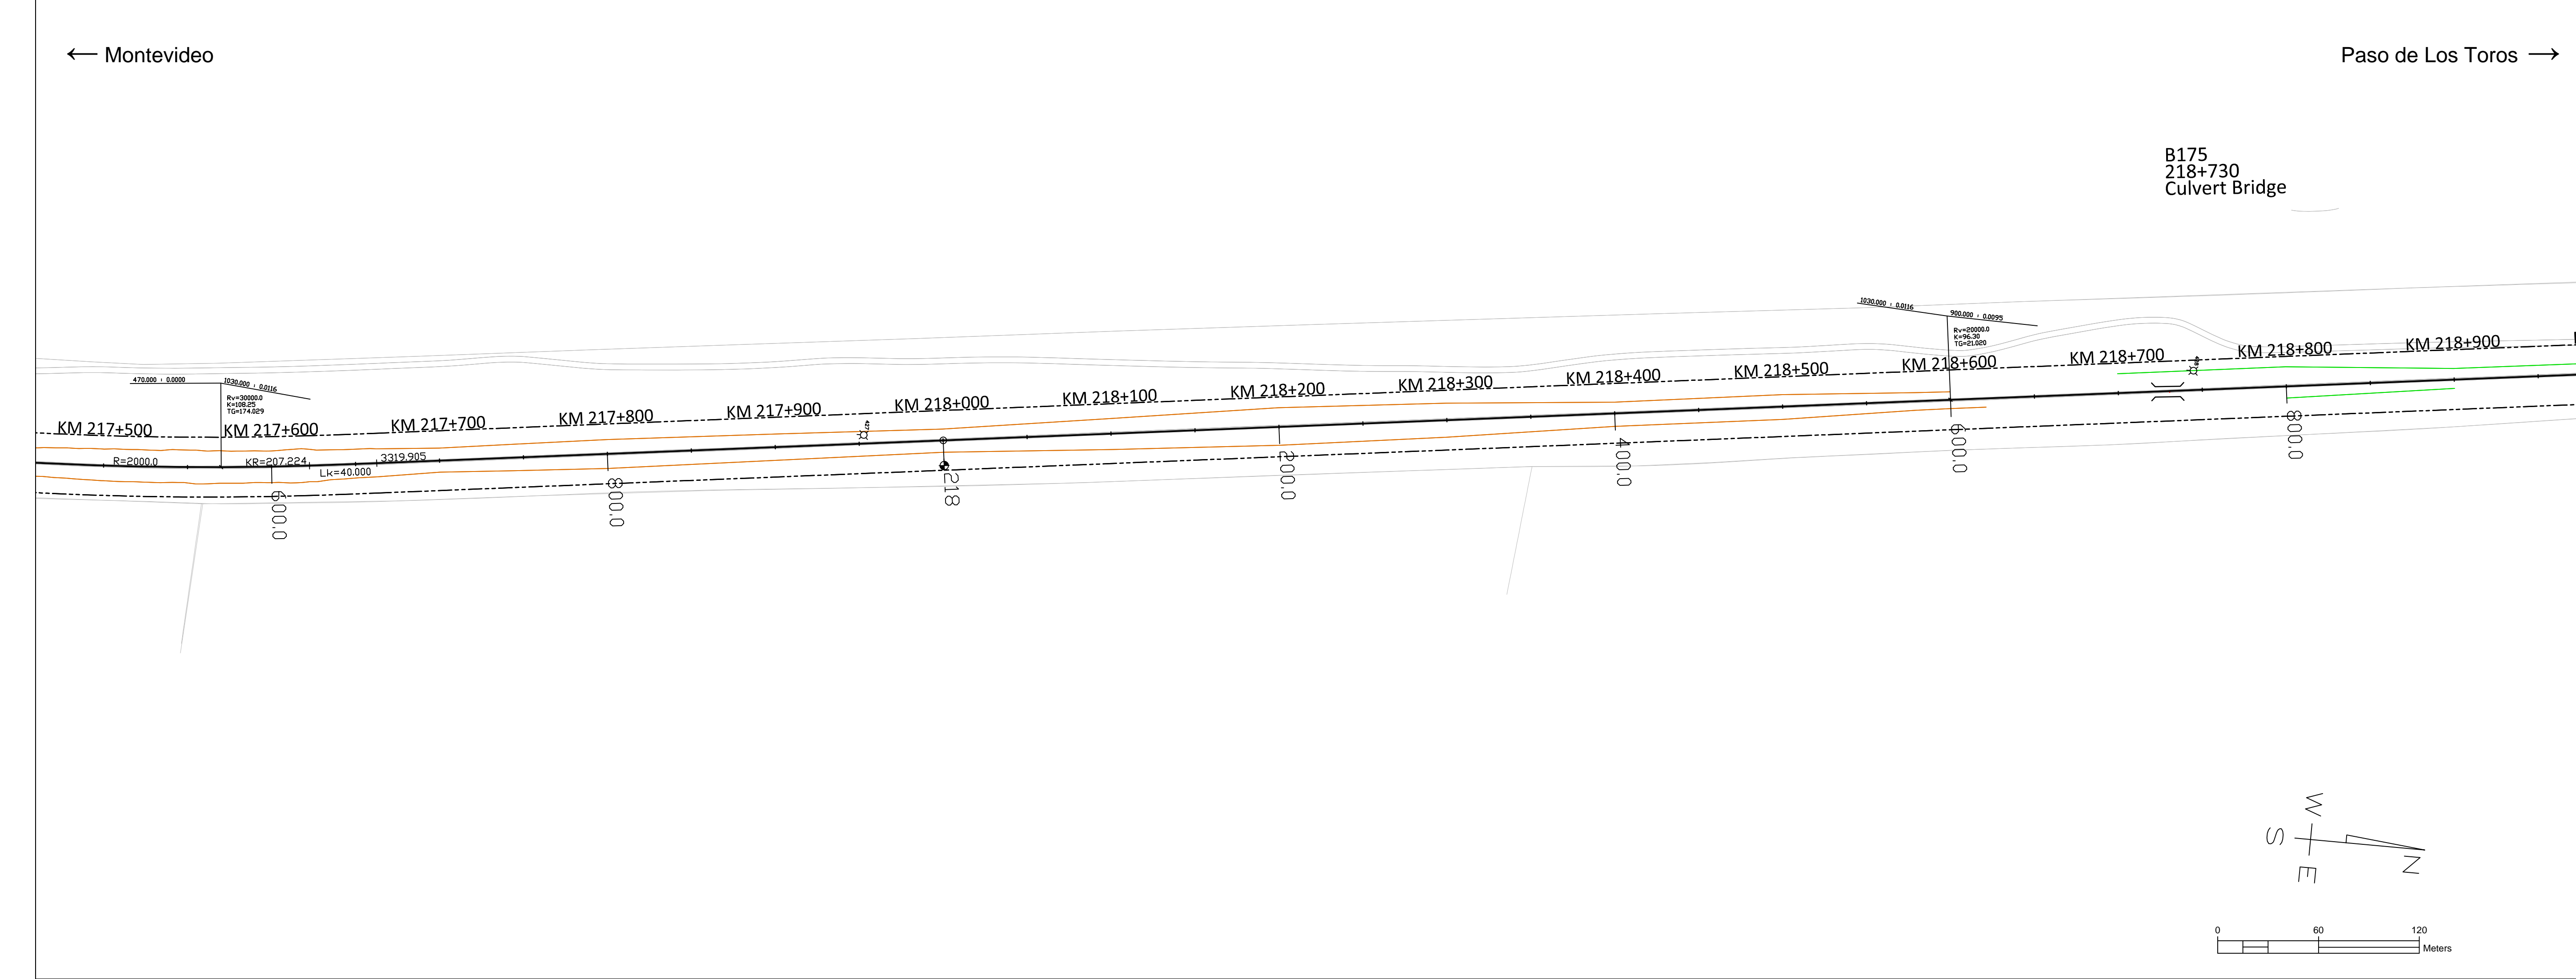 ← Montevideo
Paso de Los Toros →
B175
218+730
Culvert Bridge
1030.000 : 0.0116
900.000 : 0.0095
Rv=20000.0
K=96.30
TG=21.020
470.000 : 0.0000
1030.000 : 0.0116
Rv=30000.0
K=108.25
TG=174.029
KM 217+500
KM 217+600
KM 217+700
KM 217+800
KM 217+900
KM 218+000
KM 218+100
KM 218+200
KM 218+300
KM 218+400
KM 218+500
KM 218+600
KM 218+700
KM 218+800
KM 218+900
R=2000.0
KR=207.224
Lk=40.000
3319.905
600.0
800.0
218
200.0
400.0
600.0
800.0
W
S
N
E
0 60 120
Meters